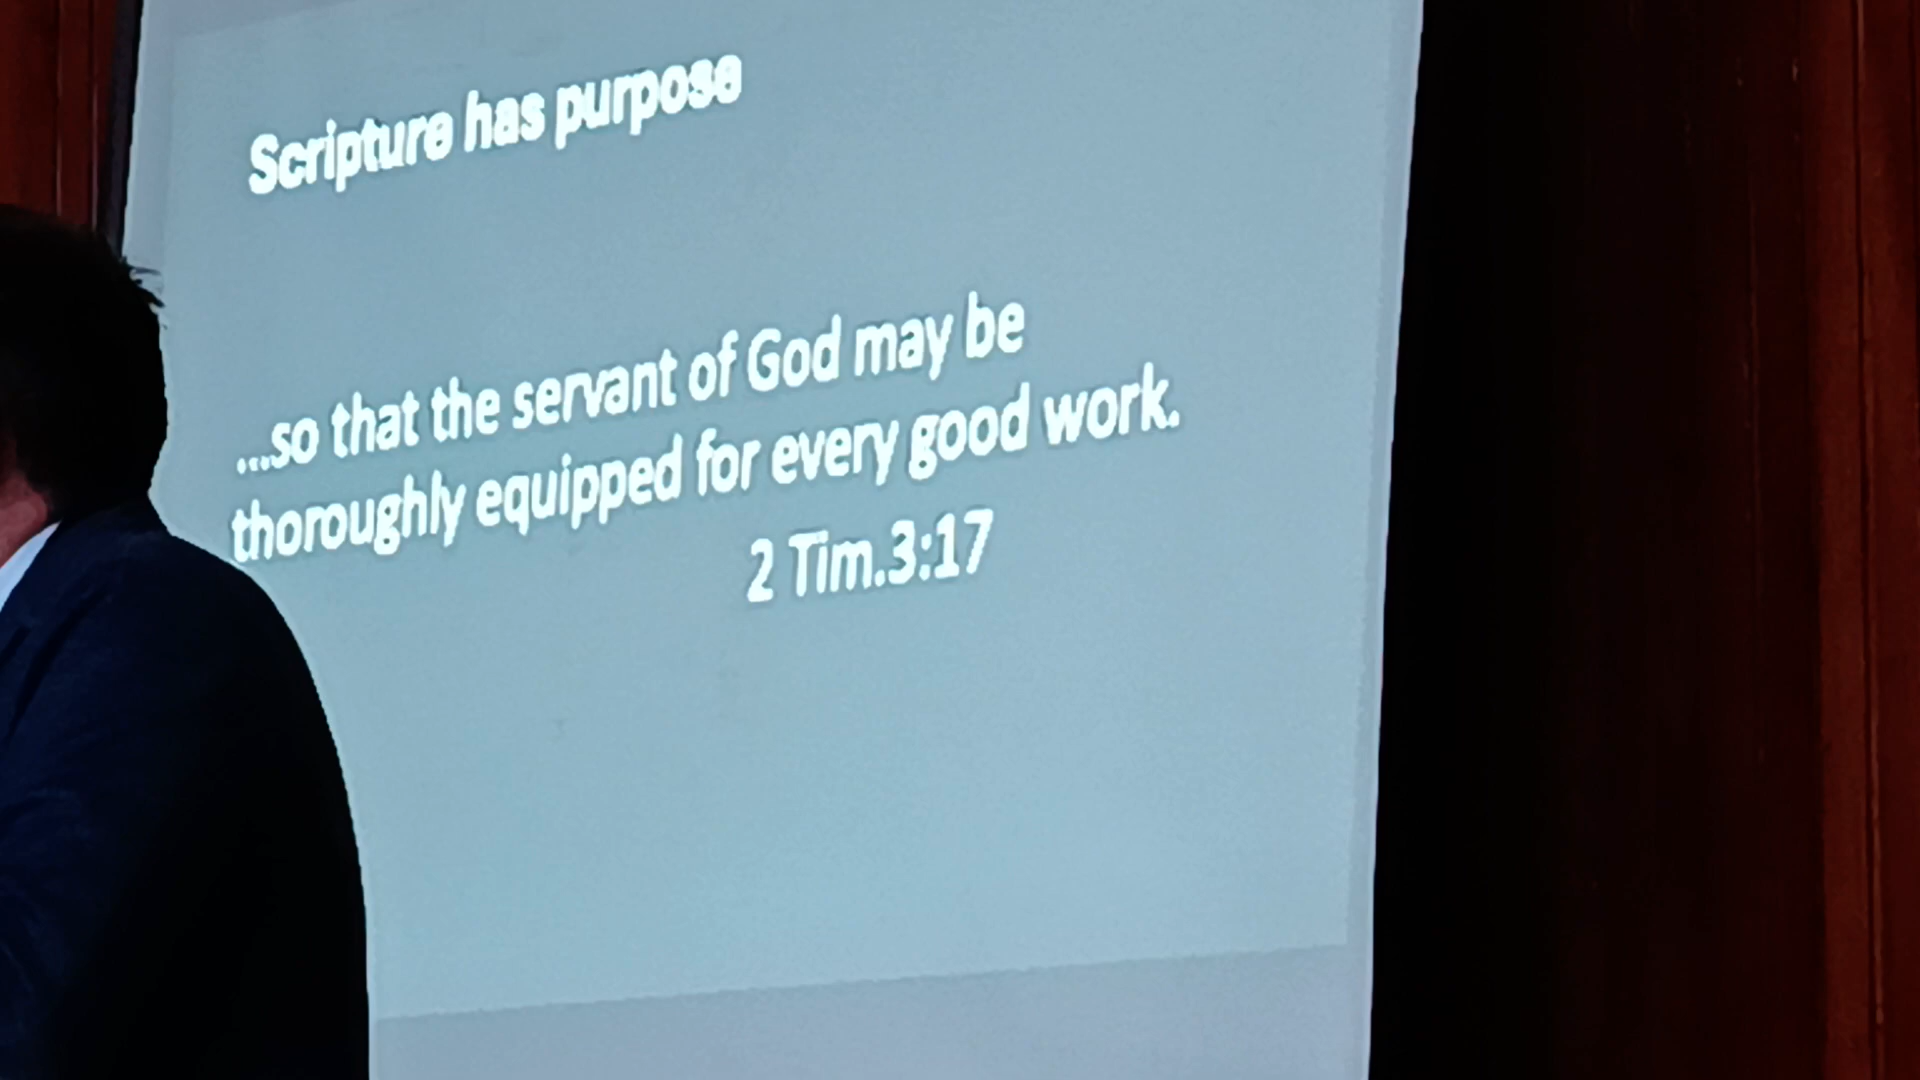 Scripture has purpose
...so that the servant of God may be
thoroughly equipped for every good work.
2 Tim.3:17